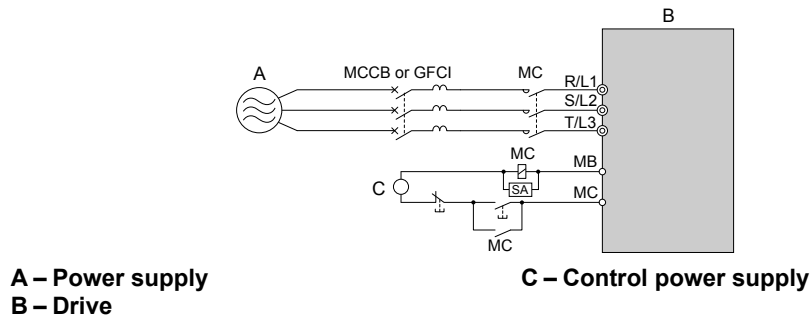 B
A
MCCB or GFCI
MC
R/L1
S/L2
T/L3
MC
MB
C
SA
MC
MC
A – Power supply
B – Drive
C – Control power supply